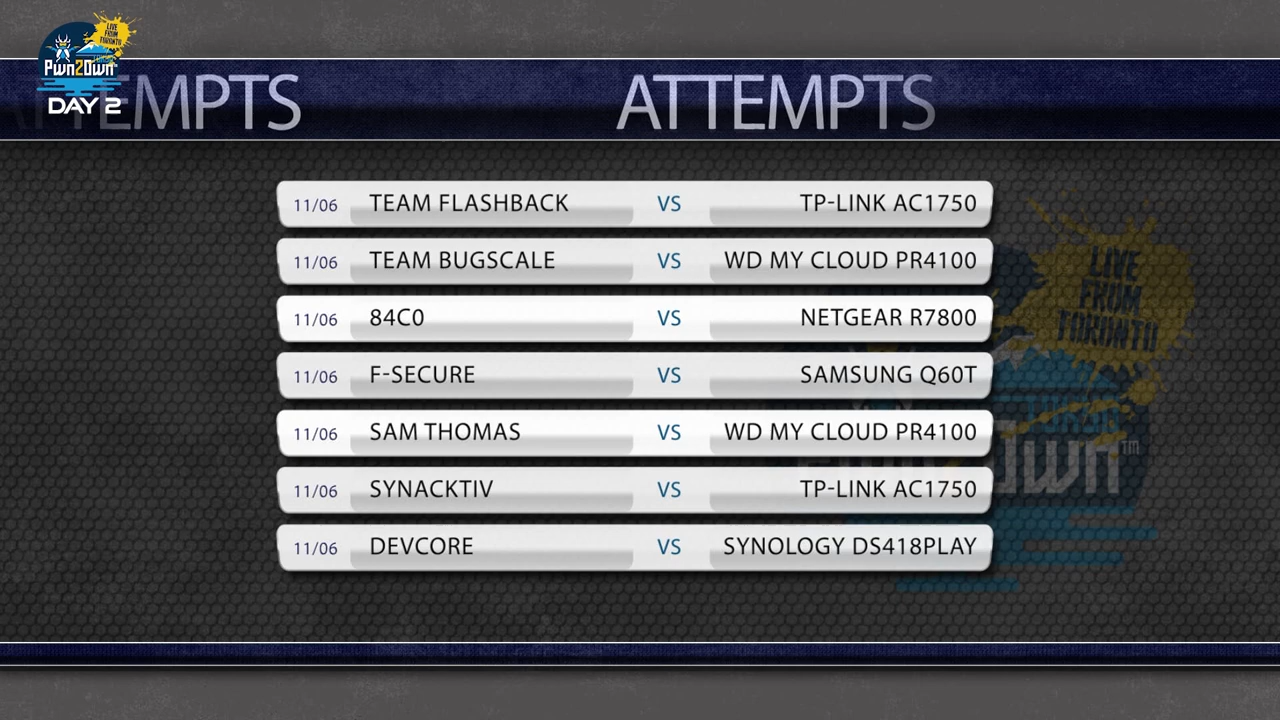 LIVE
FROM
TORONTO
Pwn2Own
DAY 2
ATTEMPTS ATTEMPTS
11/06 TEAM FLASHBACK VS TP-LINK AC1750
11/06 TEAM BUGSCALE VS WD MY CLOUD PR4100
11/06 84C0 VS NETGEAR R7800
11/06 F-SECURE VS SAMSUNG Q60T
11/06 SAM THOMAS VS WD MY CLOUD PR4100
11/06 SYNACKTIV VS TP-LINK AC1750
11/06 DEVCORE VS SYNOLOGY DS418PLAY
LIVE
FROM
TORONTO
TOKYO
Own™